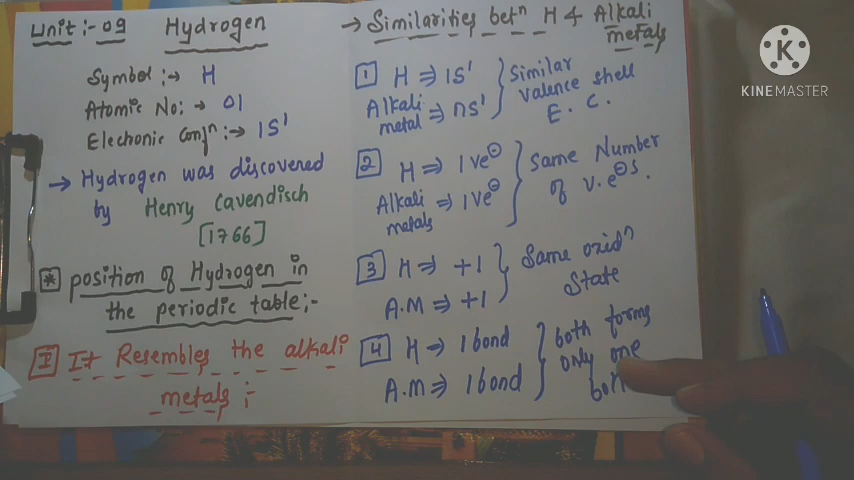 Unit :- 09 Hydrogen
Symbol :→ H
Atomic No: → 01
Electronic Confⁿ :→ 1S¹
→ Hydrogen was discovered
by Henry Cavendisch
[1766]
* position of Hydrogen in
the periodic table :-
I It Resembles the alkali
metals :-
→ Similarities betⁿ H & Alkali
metals
1 H ⇒ 1S¹
Alkali
metal ⇒ nS¹
Similar
valence shell
E. C.
2 H ⇒ 1 Ve⊖
Alkali
metals ⇒ 1 Ve⊖
Same Number
of v. e⊖s.
3 H ⇒ +1
A.M ⇒ +1
Same oxidⁿ
State
4 H → 1 bond
A.M ⇒ 1 bond
both forms
only one
K
KINEMASTER